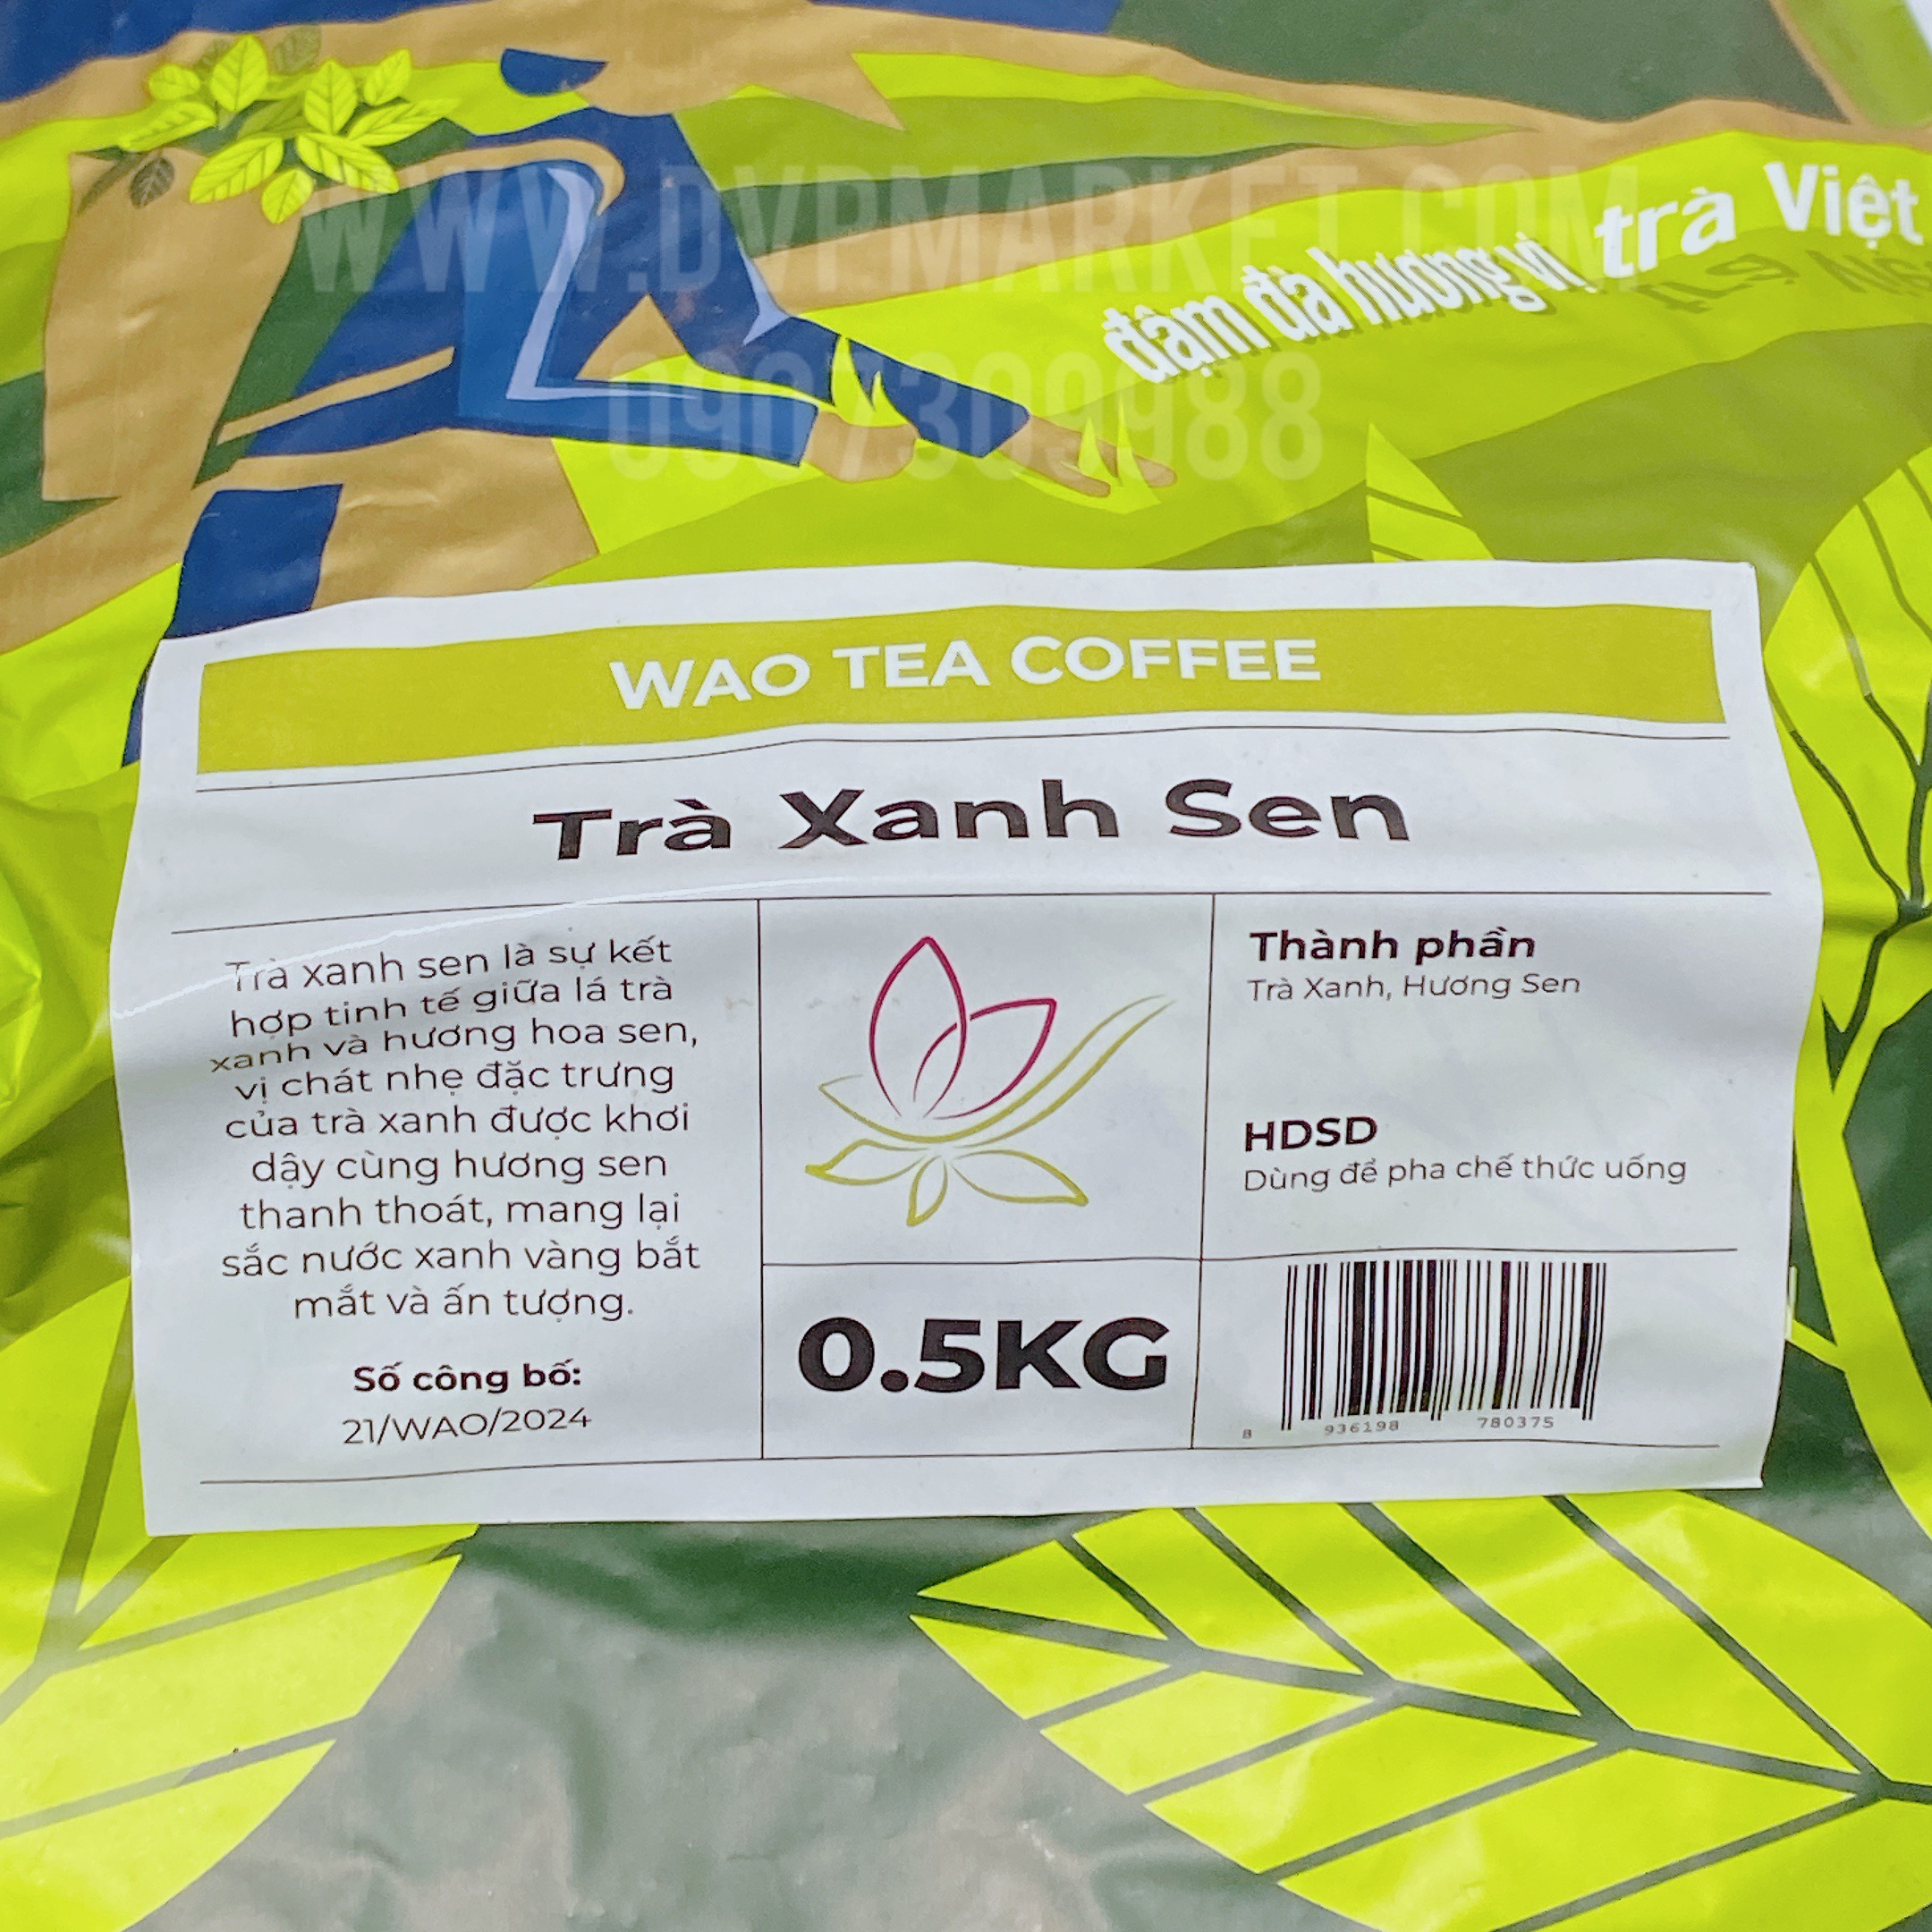 WWW.DVPMARKET.COM
0907309988
đậm đà hương vị trà Việt
WAO TEA COFFEE
Trà Xanh Sen
Trà xanh sen là sự kết
hợp tinh tế giữa lá trà
xanh và hương hoa sen,
vị chát nhẹ đặc trưng
của trà xanh được khơi
dậy cùng hương sen
thanh thoát, mang lại
sắc nước xanh vàng bắt
mắt và ấn tượng.
Số công bố:
21/WAO/2024
0.5KG
Thành phần
Trà Xanh, Hương Sen
HDSD
Dùng để pha chế thức uống
8 936198 780375